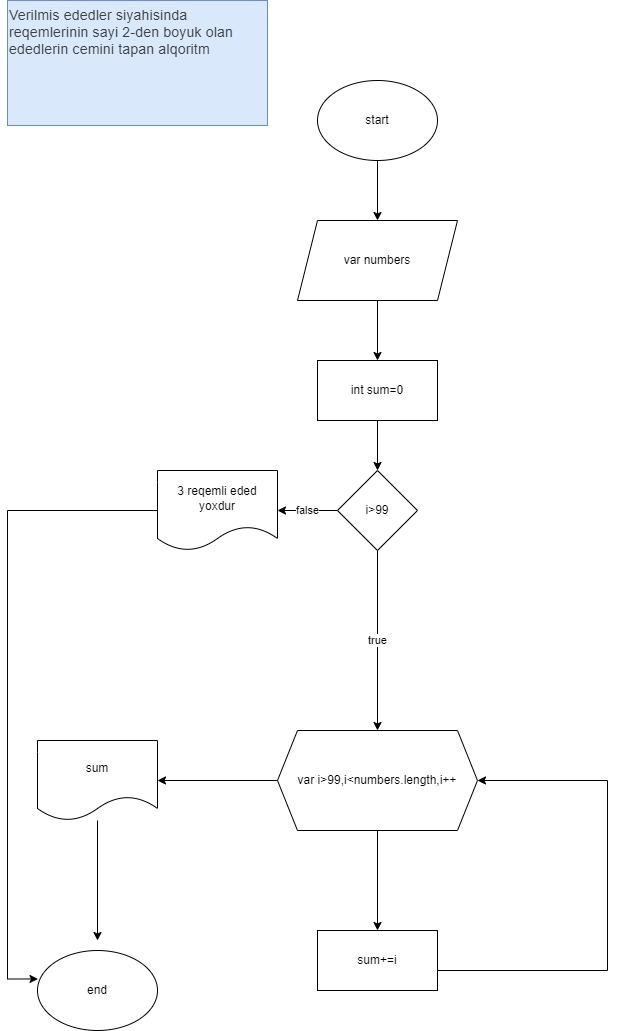 Verilmis ededler siyahisinda
reqemlerinin sayi 2-den boyuk olan
ededlerin cemini tapan alqoritm
start
var numbers
int sum=0
3 reqemli eded
yoxdur
false
i>99
true
sum
var i>99,i<numbers.length,i++
sum+=i
end